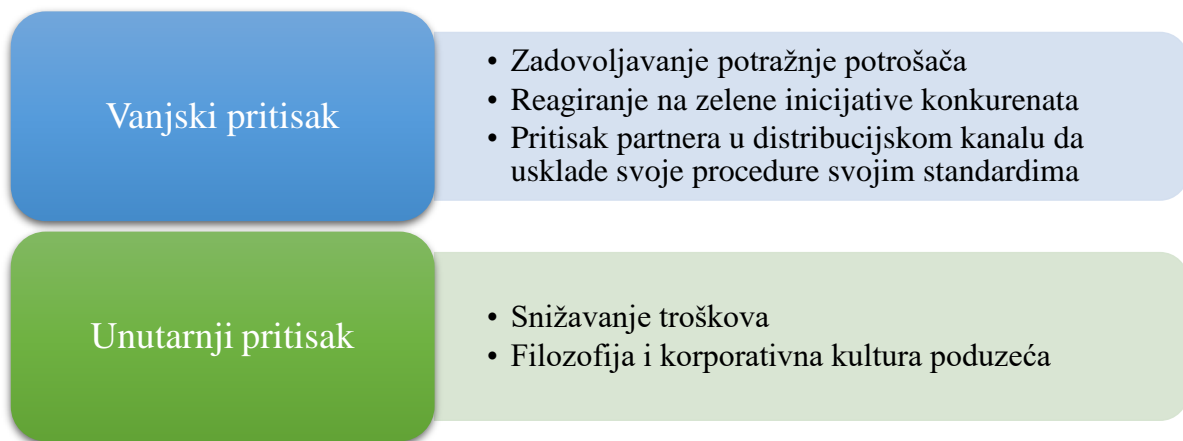 Vanjski pritisak
• Zadovoljavanje potražnje potrošača
• Reagiranje na zelene inicijative konkurenata
• Pritisak partnera u distribucijskom kanalu da
usklade svoje procedure svojim standardima
Unutarnji pritisak
• Snižavanje troškova
• Filozofija i korporativna kultura poduzeća